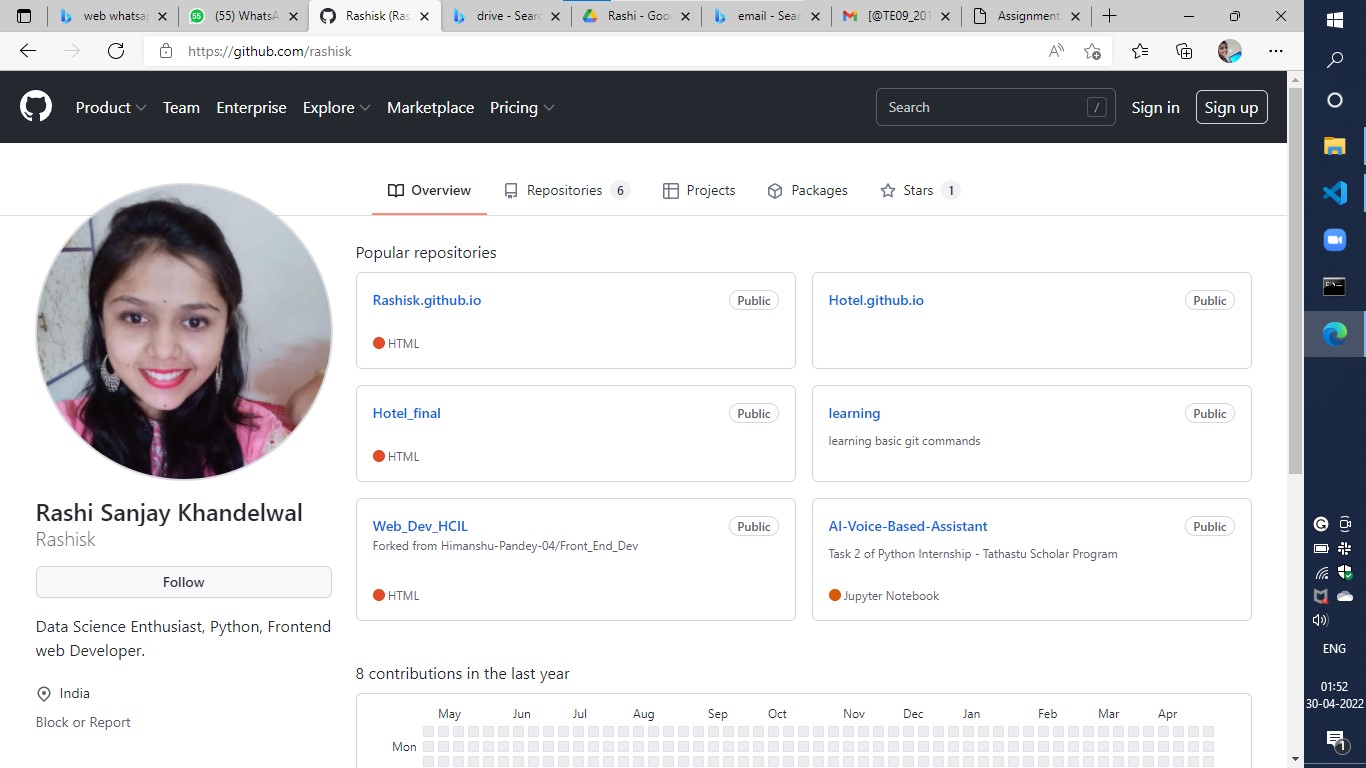 web whatsap
(55) WhatsA
Rashisk (Ras
drive - Sear
Rashi - Goo
email - Sear
[@TEDI_201
Assignment
https://github.com/rashisk
Product
Team
Enterprise
Explore
Marketplace
Pricing
Search
/
Sign in
Sign up
Overview
Repositories 6
Projects
Packages
Stars 1
Popular repositories
Rashisk.github.io
Public
HTML
Hotel.github.io
Public
Hotel_final
Public
HTML
learning
Public
learning basic git commands
Web_Dev_HCIL
Public
Forked from Himanshu-Pandey-04/Front_End_Dev
HTML
AI-Voice-Based-Assistant
Public
Task 2 of Python Internship - Tathastu Scholar Program
Jupyter Notebook
Rashi Sanjay Khandelwal
Rashisk
Follow
Data Science Enthusiast, Python, Frontend
web Developer.
India
Block or Report
8 contributions in the last year
May Jun Jul Aug Sep Oct Nov Dec Jan Feb Mar Apr
Mon
ENG
01:52
30-04-2022
1